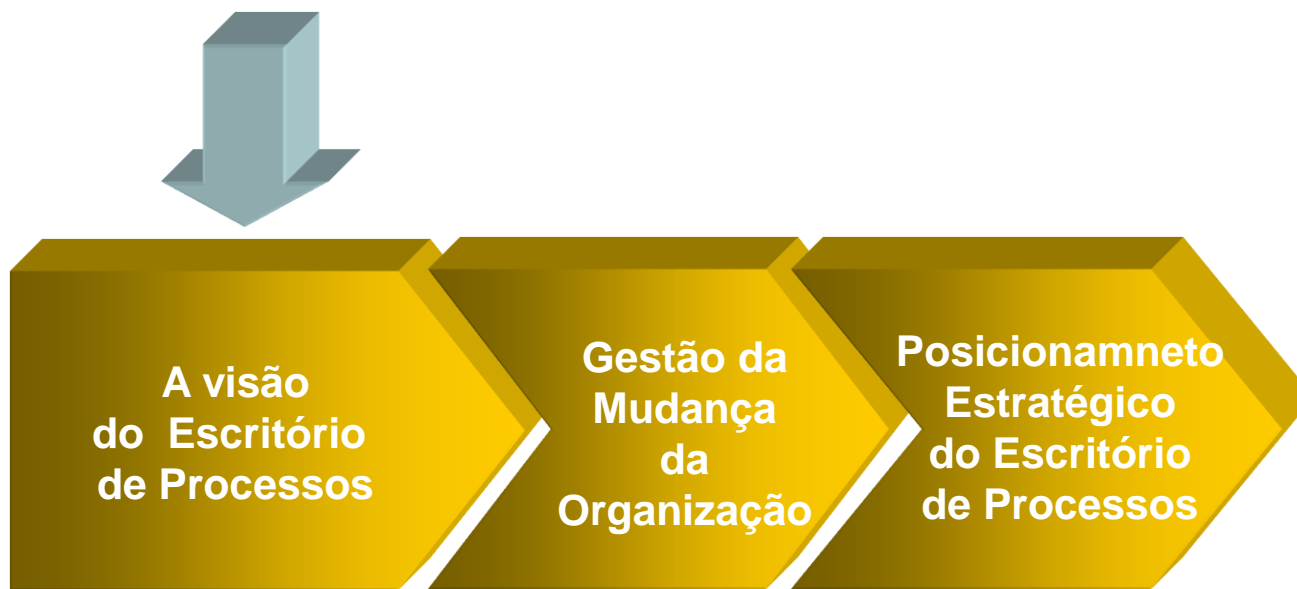 A visão
do Escritório
de Processos
Gestão da
Mudança
da
Organização
Posicionamneto
Estratégico
do Escritório
de Processos